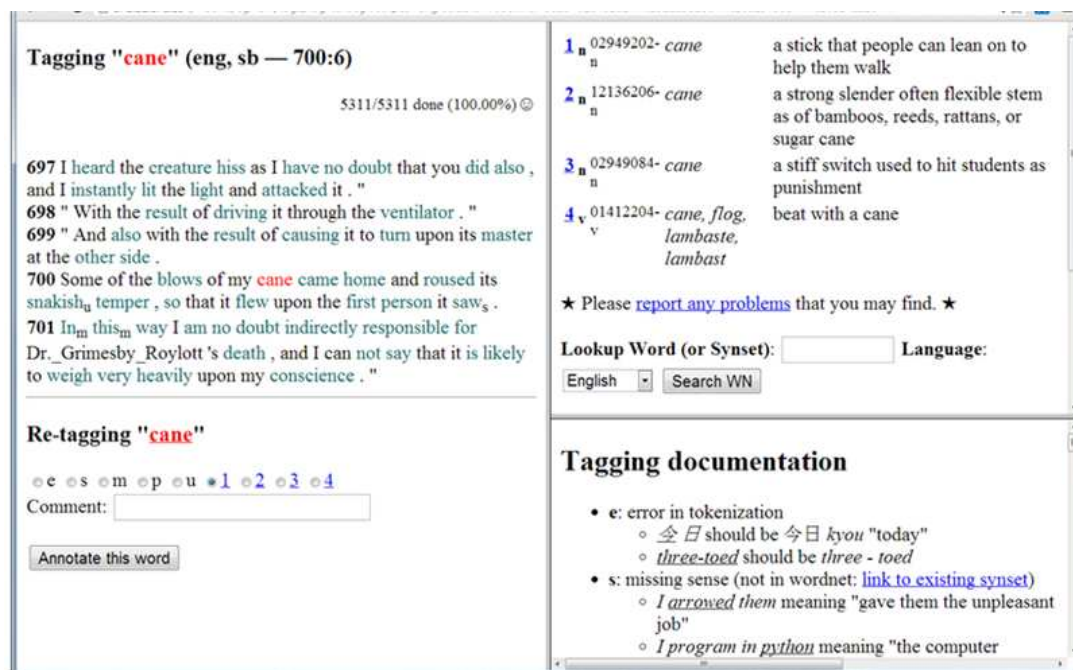 Tagging "cane" (eng, sb — 700:6)
5311/5311 done (100.00%)☺
697 I heard the creature hiss as I have no doubt that you did also ,
and I instantly lit the light and attacked it . "
698 " With the result of driving it through the ventilator . "
699 " And also with the result of causing it to turn upon its master
at the other side .
700 Some of the blows of my cane came home and roused its
snakish_u temper , so that it flew upon the first person it saw_s .
701 In_m this_m way I am no doubt indirectly responsible for
Dr._Grimesby_Roylott 's death , and I can not say that it is likely
to weigh very heavily upon my conscience . "
Re-tagging "cane"
e s m p u 1 2 3 4
Comment:
Annotate this word
1 n 02949202- cane a stick that people can lean on to
n help them walk
2 n 12136206- cane a strong slender often flexible stem
n as of bamboos, reeds, rattans, or
sugar cane
3 n 02949084- cane a stiff switch used to hit students as
n punishment
4 v 01412204- cane, flog, beat with a cane
v lambaste,
lambast
★ Please report any problems that you may find. ★
Lookup Word (or Synset): Language:
English Search WN
Tagging documentation
• e: error in tokenization
◦ 今 日 should be 今日 kyou "today"
◦ three-toed should be three - toed
• s: missing sense (not in wordnet: link to existing synset)
◦ I arrowed them meaning "gave them the unpleasant
job"
◦ I program in python meaning "the computer